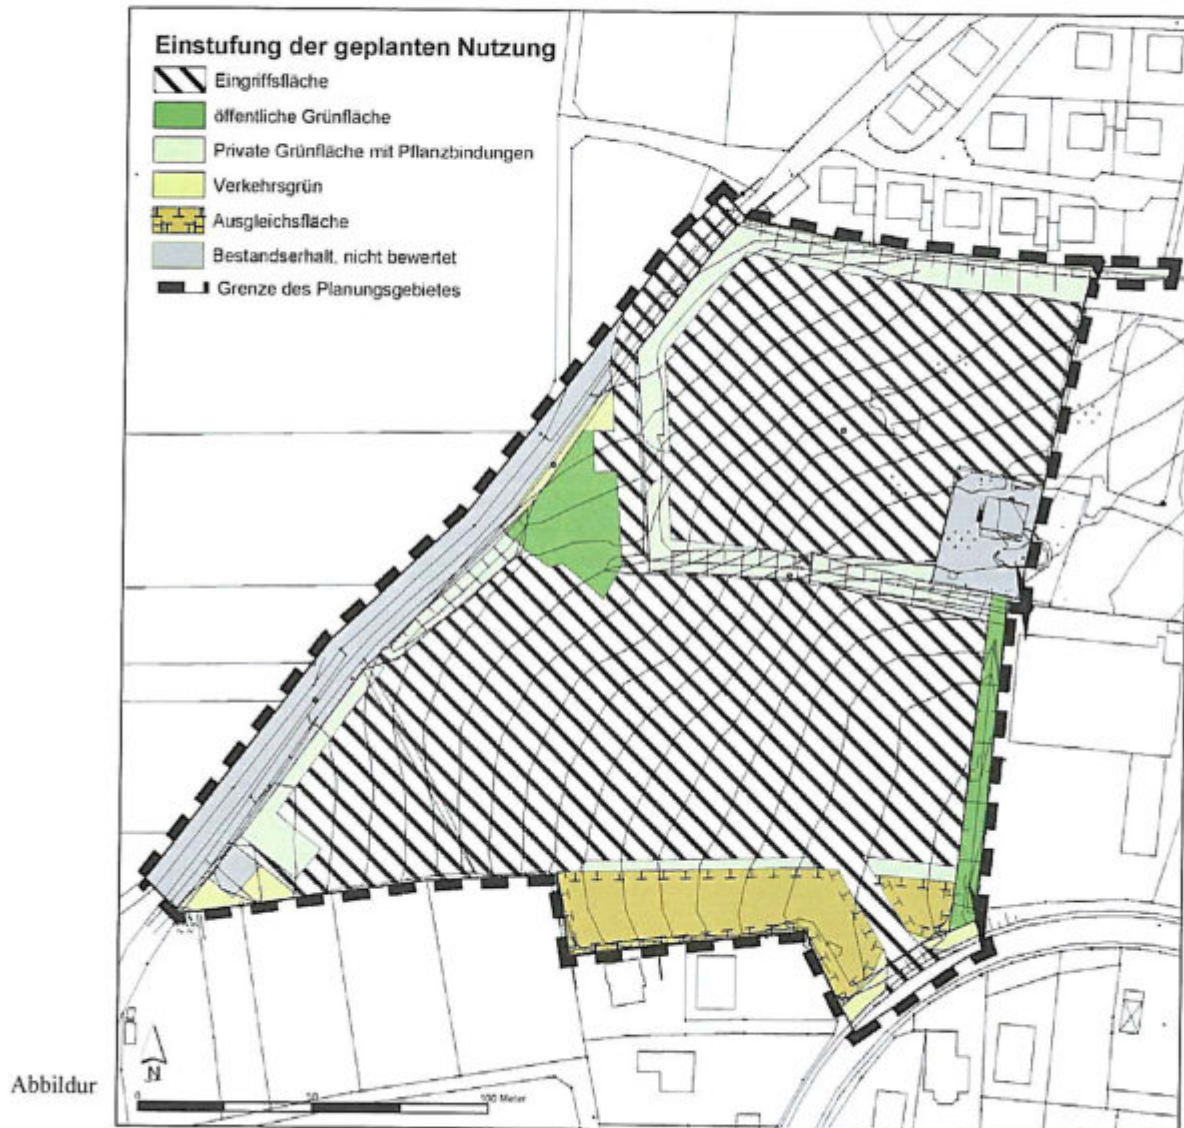 Einstufung der geplanten Nutzung
Eingriffsfläche
öffentliche Grünfläche
Private Grünfläche mit Pflanzbindungen
Verkehrsgrün
Ausgleichsfläche
Bestandserhalt, nicht bewertet
Grenze des Planungsgebietes
N
0 50 100 Meter
Abbildur